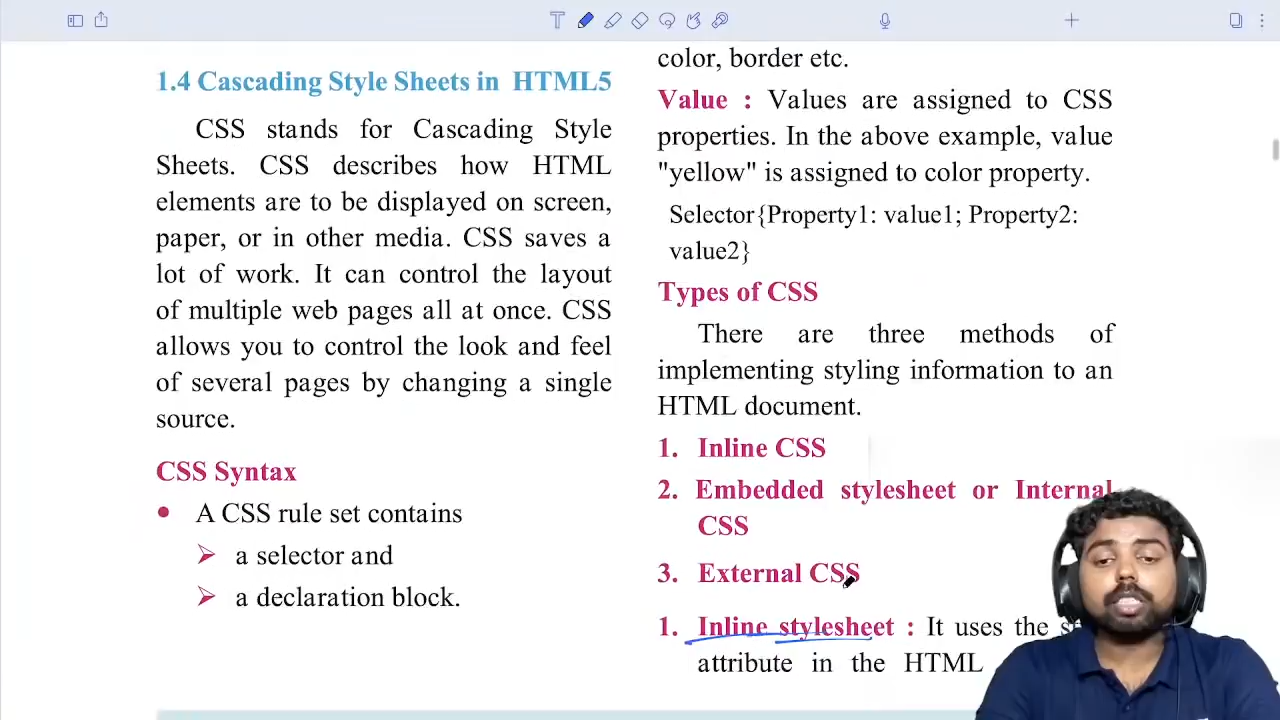 1.4 Cascading Style Sheets in HTML5
CSS stands for Cascading Style
Sheets. CSS describes how HTML
elements are to be displayed on screen,
paper, or in other media. CSS saves a
lot of work. It can control the layout
of multiple web pages all at once. CSS
allows you to control the look and feel
of several pages by changing a single
source.
CSS Syntax
• A CSS rule set contains
➢ a selector and
➢ a declaration block.
color, border etc.
Value : Values are assigned to CSS
properties. In the above example, value
"yellow" is assigned to color property.
Selector{Property1: value1; Property2:
value2}
Types of CSS
There are three methods of
implementing styling information to an
HTML document.
1. Inline CSS
2. Embedded stylesheet or Internal
CSS
3. External CSS
1. Inline stylesheet : It uses the
attribute in the HTML